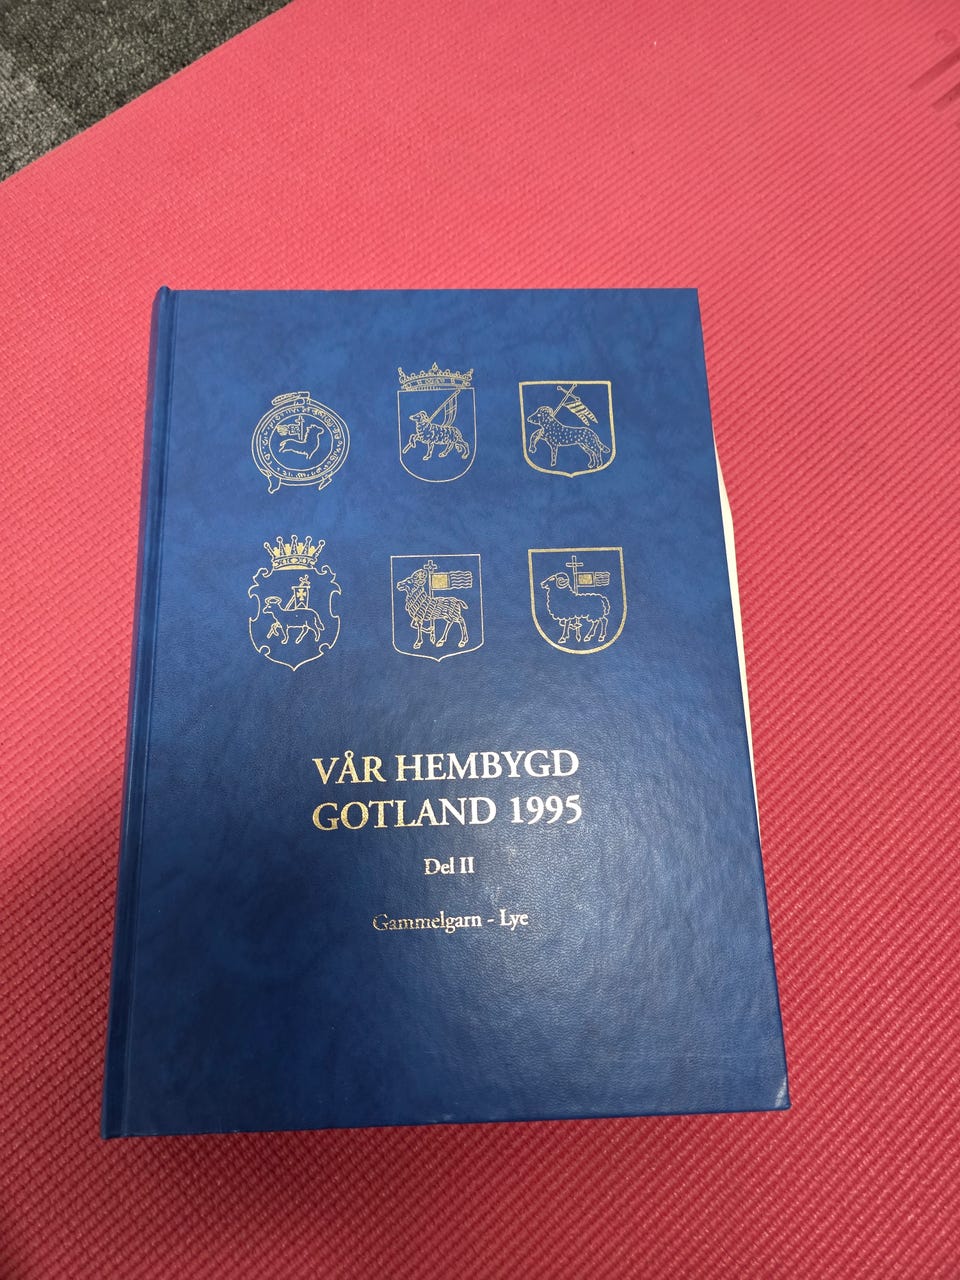 VÅR HEMBYGD
GOTLAND 1995
Del II
Gammelgarn - Lye